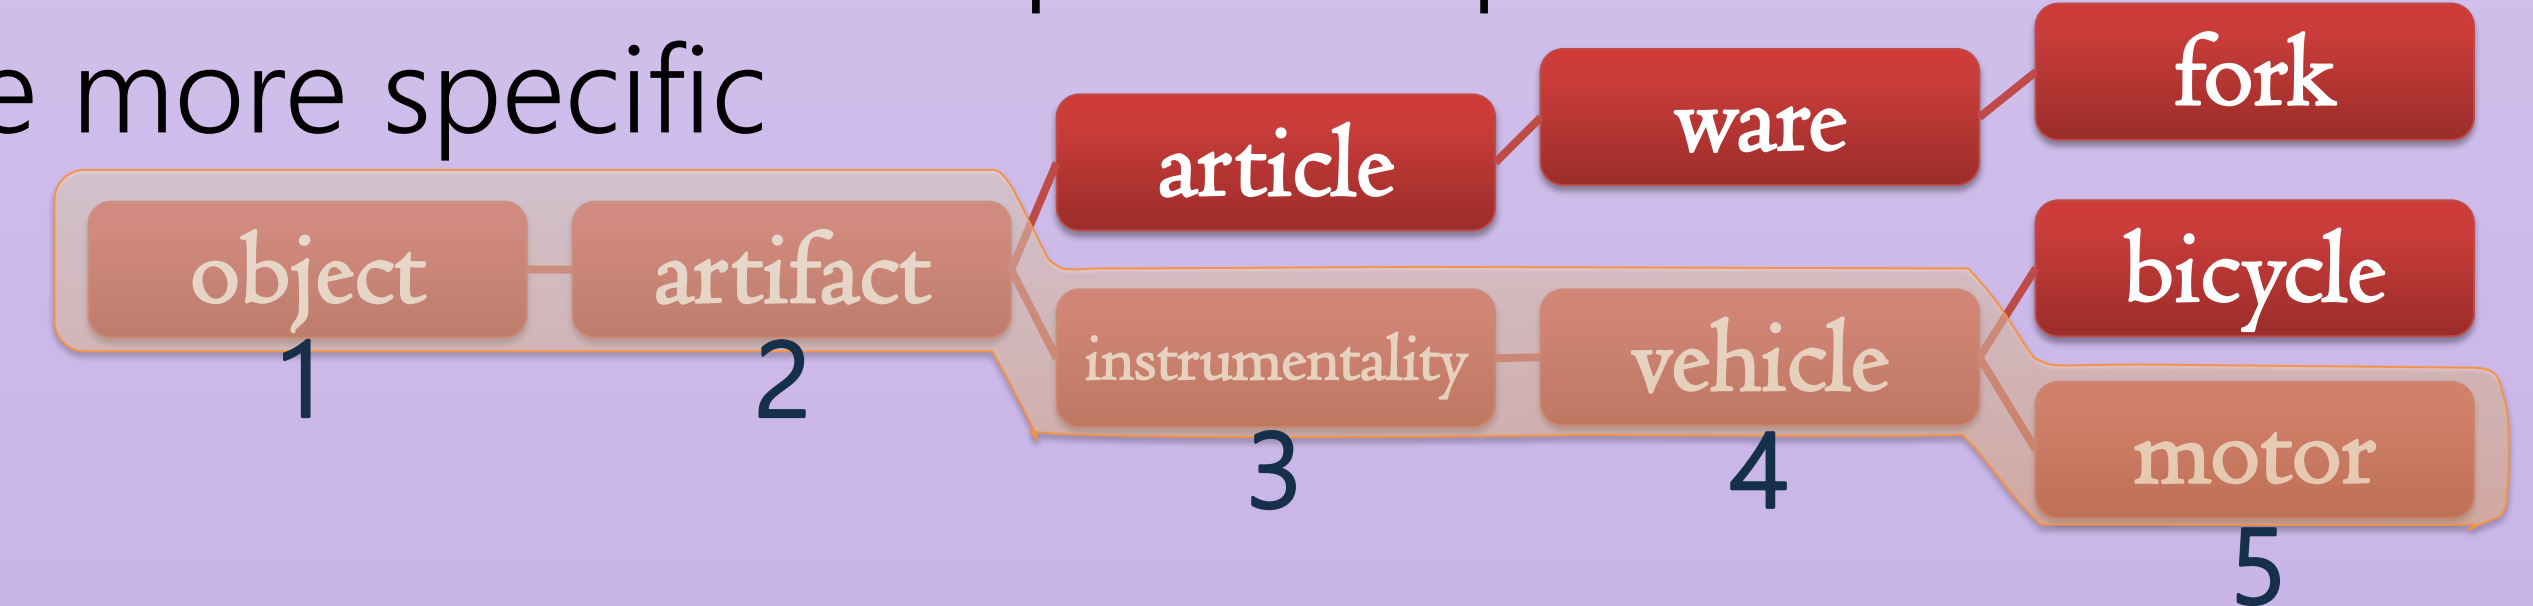 e more specific
fork
ware
article
bicycle
object
artifact
instrumentality
vehicle
motor
1
2
3
4
5